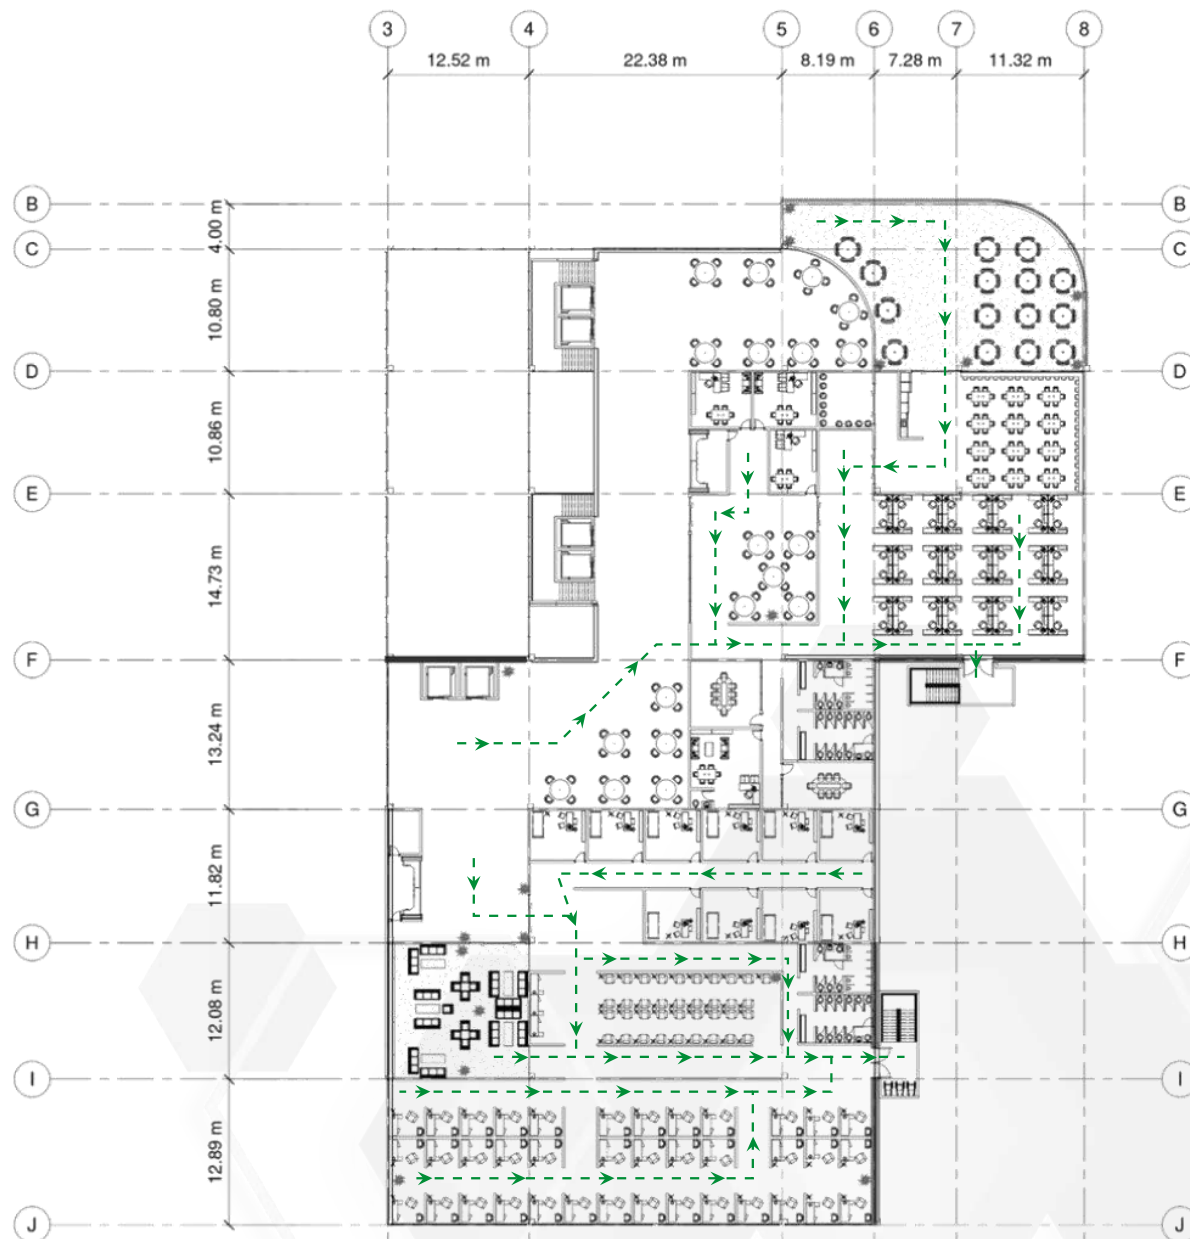 3 4 5 6 7 8
12.52 m 22.38 m 8.19 m 7.28 m 11.32 m
B B
4.00 m
C C
10.80 m
D D
10.86 m
E E
14.73 m
F F
13.24 m
G G
11.82 m
H H
12.08 m
I I
12.89 m
J J